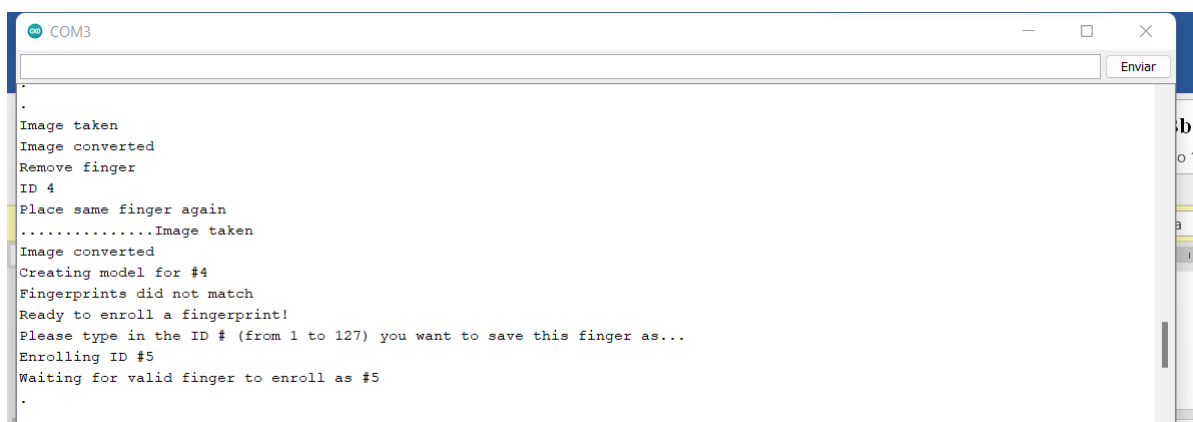 COM3
Enviar
.
.
Image taken
Image converted
Remove finger
ID 4
Place same finger again
...............Image taken
Image converted
Creating model for #4
Fingerprints did not match
Ready to enroll a fingerprint!
Please type in the ID # (from 1 to 127) you want to save this finger as...
Enrolling ID #5
Waiting for valid finger to enroll as #5
.